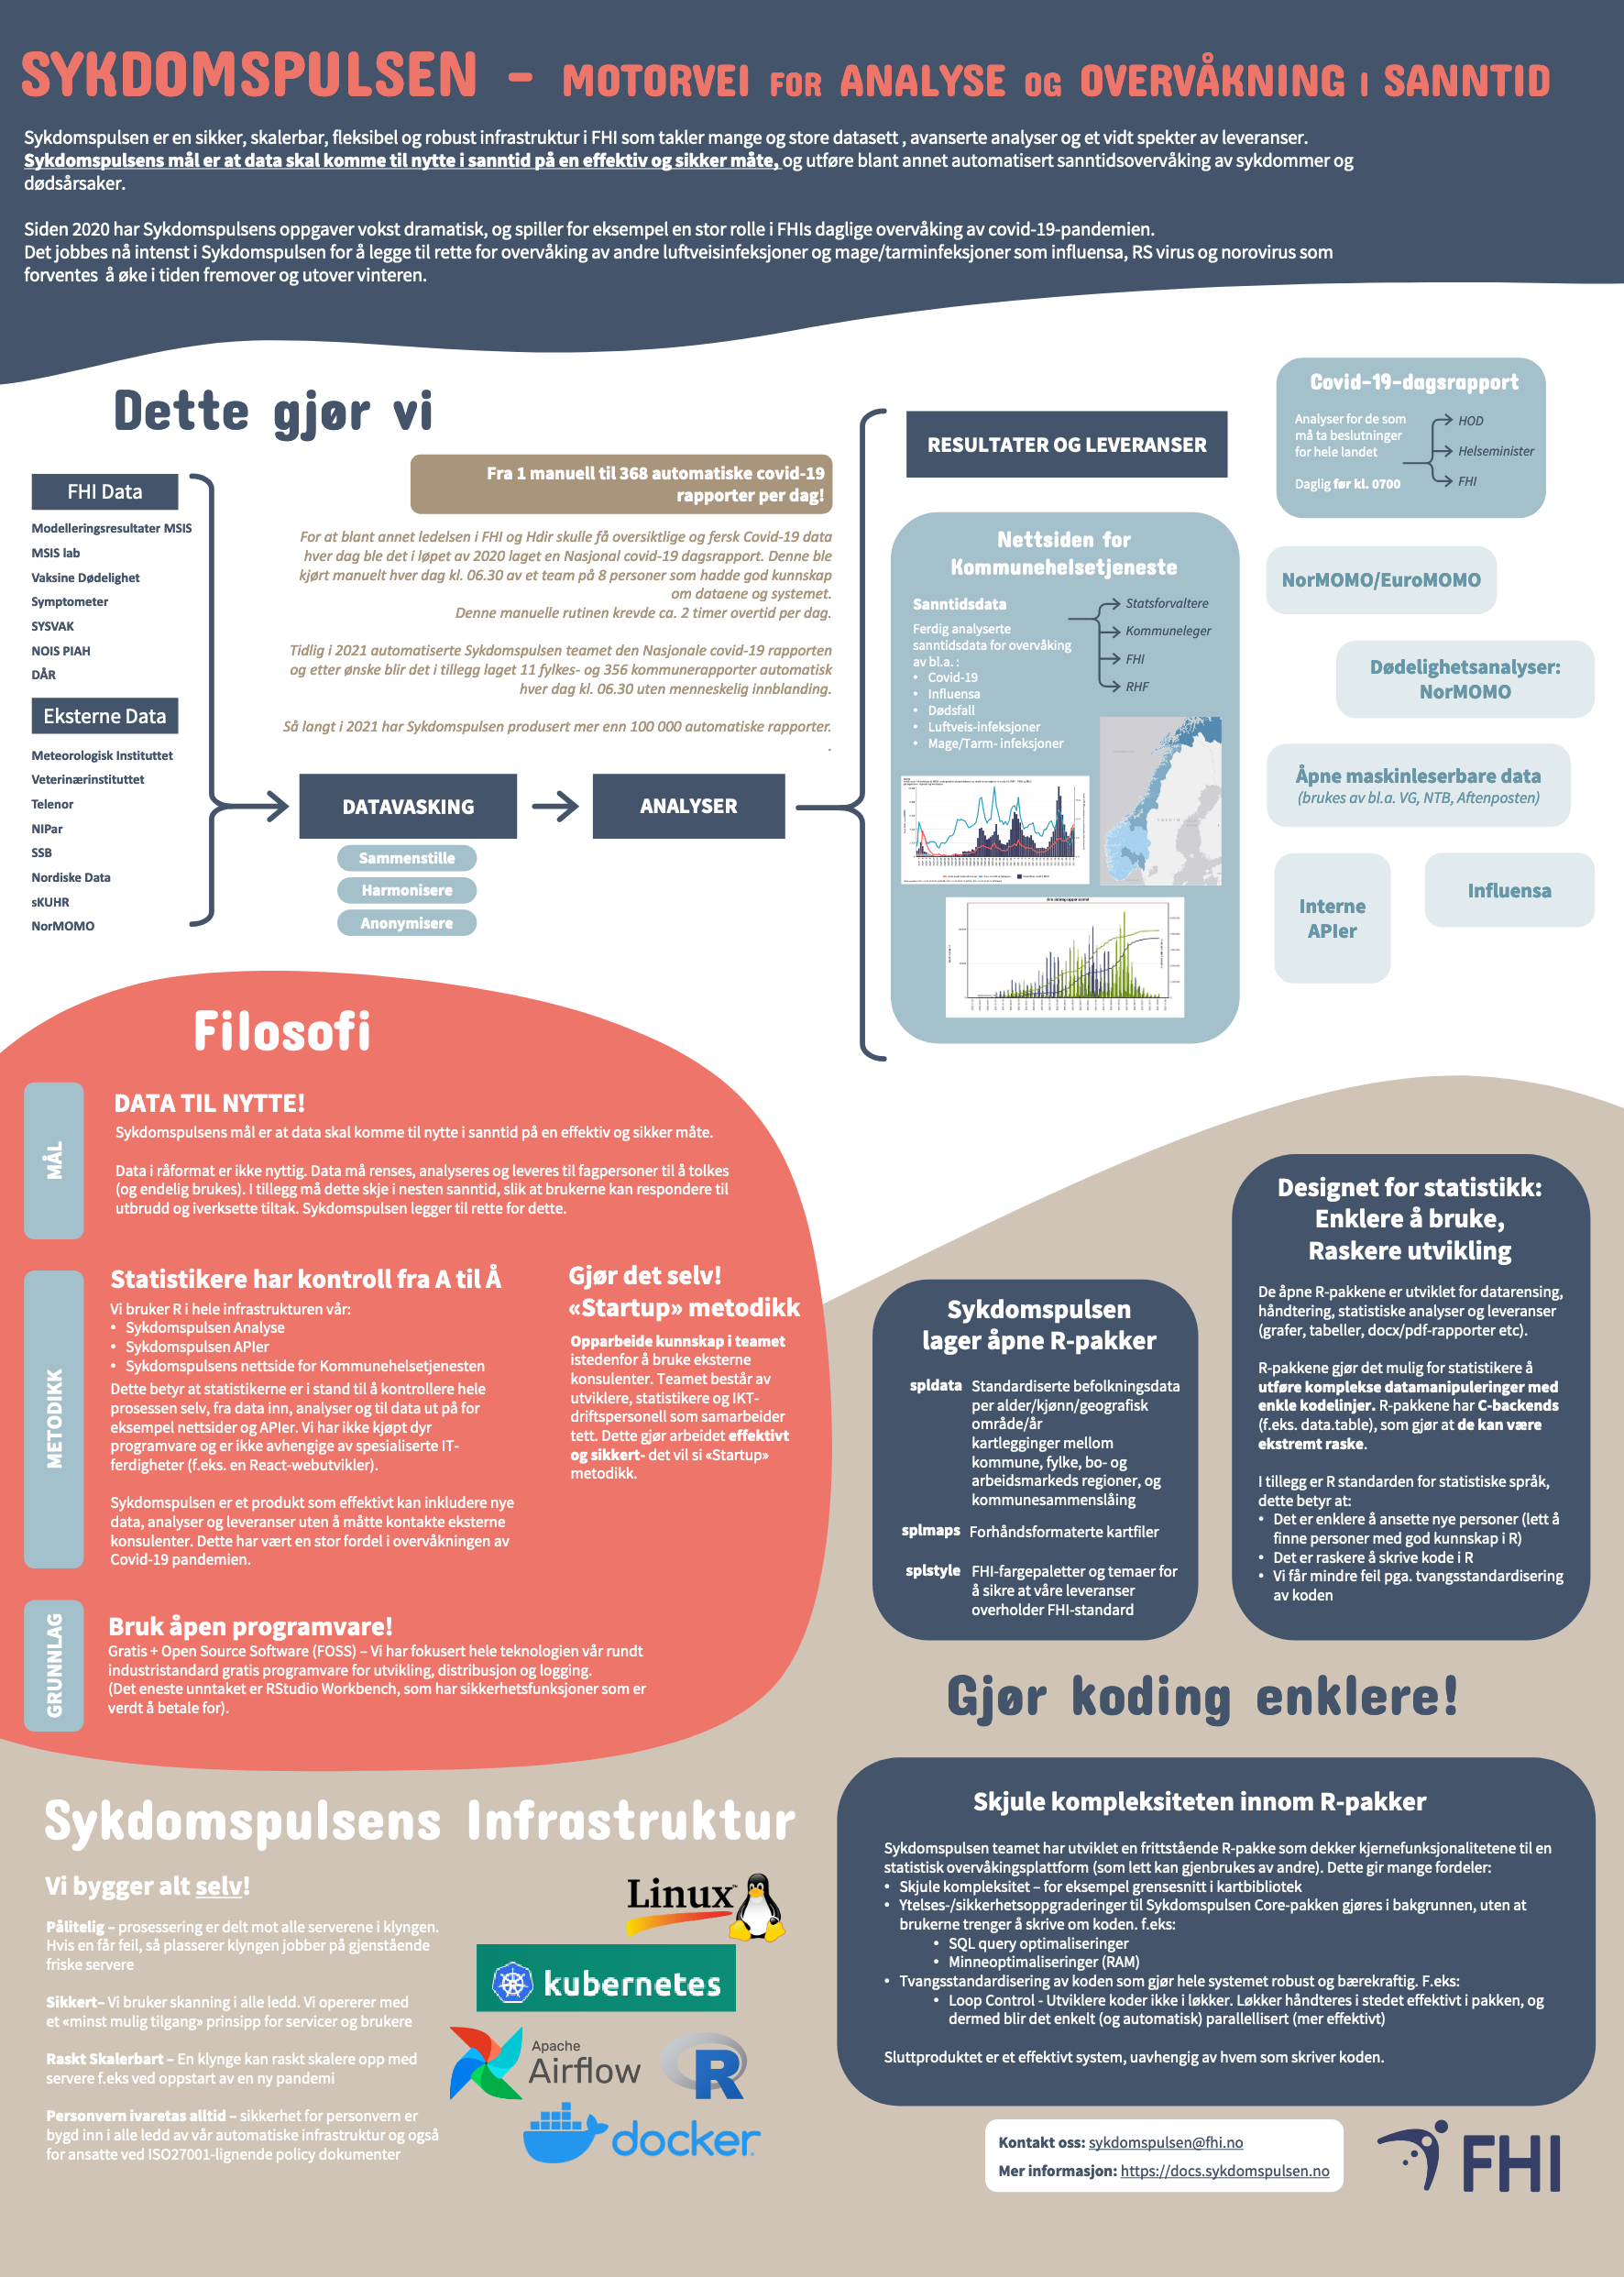 SYKDOMSPULSEN - MOTORVEI FOR ANALYSE OG OVERVÅKNING I SANNTID
Sykdomspulsen er en sikker, skalerbar, fleksibel og robust infrastruktur i FHI som takler mange og store datasett , avanserte analyser og et vidt spekter av leveranser.
Sykdomspulsens mål er at data skal komme til nytte i sanntid på en effektiv og sikker måte, og utføre blant annet automatisert sanntidsovervåking av sykdommer og
dødsårsaker.
Siden 2020 har Sykdomspulsens oppgaver vokst dramatisk, og spiller for eksempel en stor rolle i FHIs daglige overvåking av covid-19-pandemien.
Det jobbes nå intenst i Sykdomspulsen for å legge til rette for overvåking av andre luftveisinfeksjoner og mage/tarminfeksjoner som influensa, RS virus og norovirus som
forventes å øke i tiden fremover og utover vinteren.
Dette gjør vi
FHI Data
Modelleringsresultater MSIS
MSIS lab
Vaksine Dødelighet
Symptometer
SYSVAK
NOIS PIAH
DÅR
Eksterne Data
Meteorologisk Instituttet
Veterinærinstituttet
Telenor
NIPar
SSB
Nordiske Data
sKUHR
NorMOMO
Fra 1 manuell til 368 automatiske covid-19
rapporter per dag!
For at blant annet ledelsen i FHI og Hdir skulle få oversiktlige og fersk Covid-19 data
hver dag ble det i løpet av 2020 laget en Nasjonal covid-19 dagsrapport. Denne ble
kjørt manuelt hver dag kl. 06.30 av et team på 8 personer som hadde god kunnskap
om dataene og systemet.
Denne manuelle rutinen krevde ca. 2 timer overtid per dag.
Tidlig i 2021 automatiserte Sykdomspulsen teamet den Nasjonale covid-19 rapporten
og etter ønske blir det i tillegg laget 11 fylkes- og 356 kommunerapporter automatisk
hver dag kl. 06.30 uten menneskelig innblanding.
Så langt i 2021 har Sykdomspulsen produsert mer enn 100 000 automatiske rapporter.
.
DATAVASKING
Sammenstille
Harmonisere
Anonymisere
ANALYSER
RESULTATER OG LEVERANSER
Nettsiden for
Kommunehelsetjeneste
Sanntidsdata
Ferdig analyserte
sanntidsdata for overvåking
av bl.a. :
• Covid-19
• Influensa
• Dødsfall
• Luftveis-infeksjoner
• Mage/Tarm- infeksjoner
Statsforvaltere
Kommuneleger
FHI
RHF
Covid-19-dagsrapport
Analyser for de som
må ta beslutninger
for hele landet
Daglig før kl. 0700
HOD
Helseminister
FHI
NorMOMO/EuroMOMO
Dødelighetsanalyser:
NorMOMO
Åpne maskinleserbare data
(brukes av bl.a. VG, NTB, Aftenposten)
Interne
APIer
Influensa
Filosofi
MÅL
DATA TIL NYTTE!
Sykdomspulsens mål er at data skal komme til nytte i sanntid på en effektiv og sikker måte.
Data i råformat er ikke nyttig. Data må renses, analyseres og leveres til fagpersoner til å tolkes
(og endelig brukes). I tillegg må dette skje i nesten sanntid, slik at brukerne kan respondere til
utbrudd og iverksette tiltak. Sykdomspulsen legger til rette for dette.
METODIKK
Statistikere har kontroll fra A til Å
Vi bruker R i hele infrastrukturen vår:
• Sykdomspulsen Analyse
• Sykdomspulsen APIer
• Sykdomspulsens nettside for Kommunehelsetjenesten
Dette betyr at statistikerne er i stand til å kontrollere hele
prosessen selv, fra data inn, analyser og til data ut på for
eksempel nettsider og APIer. Vi har ikke kjøpt dyr
programvare og er ikke avhengige av spesialiserte IT-
ferdigheter (f.eks. en React-webutvikler).
Sykdomspulsen er et produkt som effektivt kan inkludere nye
data, analyser og leveranser uten å måtte kontakte eksterne
konsulenter. Dette har vært en stor fordel i overvåkningen av
Covid-19 pandemien.
Gjør det selv!
«Startup» metodikk
Opparbeide kunnskap i teamet
istedenfor å bruke eksterne
konsulenter. Teamet består av
utviklere, statistikere og IKT-
driftspersonell som samarbeider
tett. Dette gjør arbeidet effektivt
og sikkert- det vil si «Startup»
metodikk.
GRUNNLAG
Bruk åpen programvare!
Gratis + Open Source Software (FOSS) – Vi har fokusert hele teknologien vår rundt
industristandard gratis programvare for utvikling, distribusjon og logging.
(Det eneste unntaket er RStudio Workbench, som har sikkerhetsfunksjoner som er
verdt å betale for).
Sykdomspulsen
lager åpne R-pakker
spldata Standardiserte befolkningsdata
per alder/kjønn/geografisk
område/år
kartlegginger mellom
kommune, fylke, bo- og
arbeidsmarkeds regioner, og
kommunesammenslåing
splmaps Forhåndsformaterte kartfiler
splstyle FHI-fargepaletter og temaer for
å sikre at våre leveranser
overholder FHI-standard
Designet for statistikk:
Enklere å bruke,
Raskere utvikling
De åpne R-pakkene er utviklet for datarensing,
håndtering, statistiske analyser og leveranser
(grafer, tabeller, docx/pdf-rapporter etc).
R-pakkene gjør det mulig for statistikere å
utføre komplekse datamanipuleringer med
enkle kodelinjer. R-pakkene har C-backends
(f.eks. data.table), som gjør at de kan være
ekstremt raske.
I tillegg er R standarden for statistiske språk,
dette betyr at:
• Det er enklere å ansette nye personer (lett å
finne personer med god kunnskap i R)
• Det er raskere å skrive kode i R
• Vi får mindre feil pga. tvangsstandardisering
av koden
Gjør koding enklere!
Skjule kompleksiteten innom R-pakker
Sykdomspulsen teamet har utviklet en frittstående R-pakke som dekker kjernefunksjonalitetene til en
statistisk overvåkingsplattform (som lett kan gjenbrukes av andre). Dette gir mange fordeler:
• Skjule kompleksitet – for eksempel grensesnitt i kartbibliotek
• Ytelses-/sikkerhetsoppgraderinger til Sykdomspulsen Core-pakken gjøres i bakgrunnen, uten at
brukerne trenger å skrive om koden. f.eks:
• SQL query optimaliseringer
• Minneoptimaliseringer (RAM)
• Tvangsstandardisering av koden som gjør hele systemet robust og bærekraftig. F.eks:
• Loop Control - Utviklere koder ikke i løkker. Løkker håndteres i stedet effektivt i pakken, og
dermed blir det enkelt (og automatisk) parallellisert (mer effektivt)
Sluttproduktet er et effektivt system, uavhengig av hvem som skriver koden.
Sykdomspulsens Infrastruktur
Vi bygger alt selv!
Pålitelig – prosessering er delt mot alle serverene i klyngen.
Hvis en får feil, så plasserer klyngen jobber på gjenstående
friske servere
Sikkert– Vi bruker skanning i alle ledd. Vi opererer med
et «minst mulig tilgang» prinsipp for servicer og brukere
Raskt Skalerbart – En klynge kan raskt skalere opp med
servere f.eks ved oppstart av en ny pandemi
Personvern ivaretas alltid – sikkerhet for personvern er
bygd inn i alle ledd av vår automatiske infrastruktur og også
for ansatte ved ISO27001-lignende policy dokumenter
Linux
kubernetes
Apache
Airflow
R
docker
Kontakt oss: sykdomspulsen@fhi.no
Mer informasjon: https://docs.sykdomspulsen.no
FHI